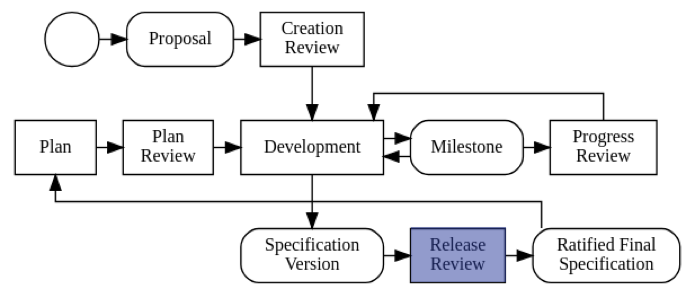 Proposal
Creation
Review
Plan
Plan
Review
Development
Milestone
Progress
Review
Specification
Version
Release
Review
Ratified Final
Specification